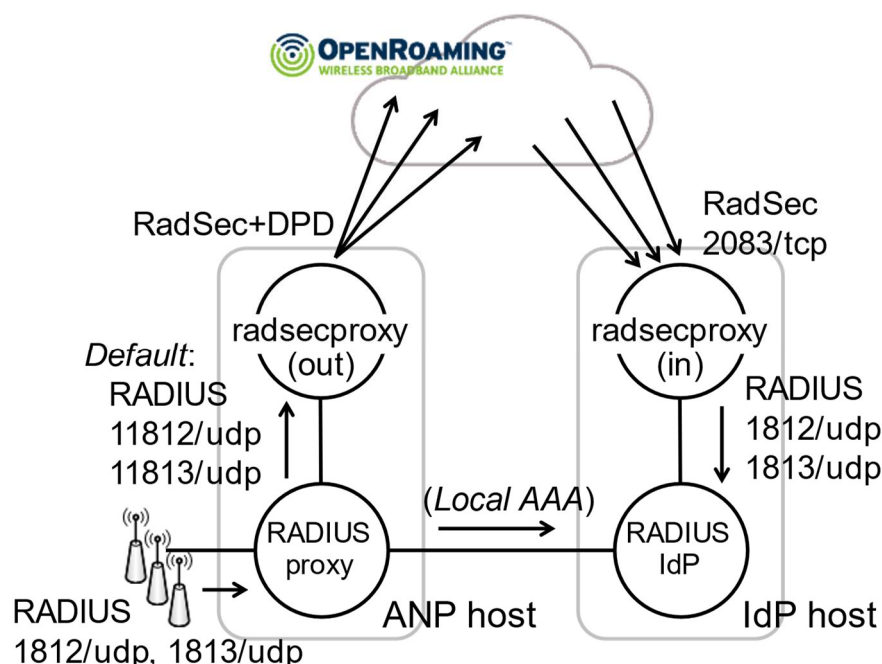 OPENROAMING™
WIRELESS BROADBAND ALLIANCE
RadSec+DPD
RadSec
2083/tcp
radsecproxy
(out)
radsecproxy
(in)
Default:
RADIUS
11812/udp
11813/udp
RADIUS
1812/udp
1813/udp
(Local AAA)
RADIUS
proxy
RADIUS
IdP
ANP host
IdP host
RADIUS
1812/udp, 1813/udp